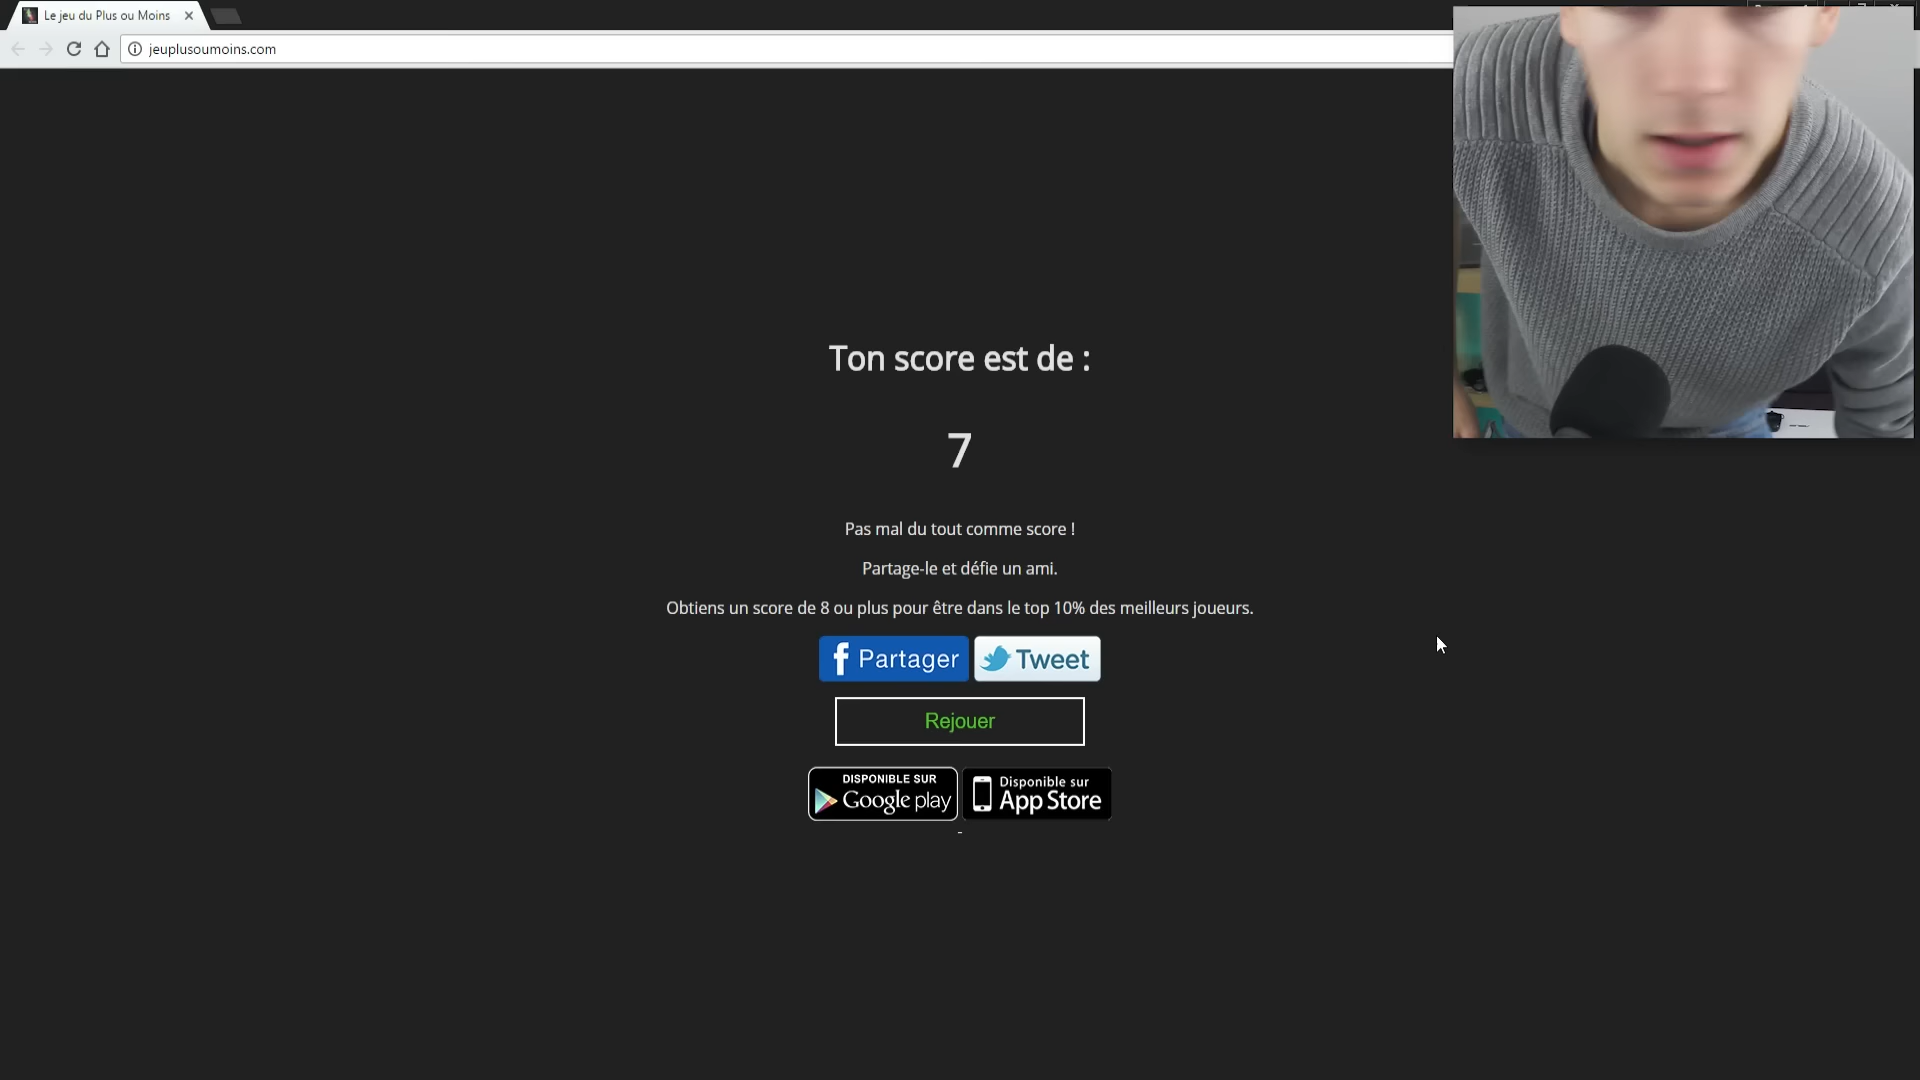 Le jeu du Plus ou Moins
jeuplusoumoins.com
Ton score est de :
7
Pas mal du tout comme score !
Partage-le et défie un ami.
Obtiens un score de 8 ou plus pour être dans le top 10% des meilleurs joueurs.
Partager
Tweet
Rejouer
DISPONIBLE SUR
Google play
Disponible sur
App Store
-